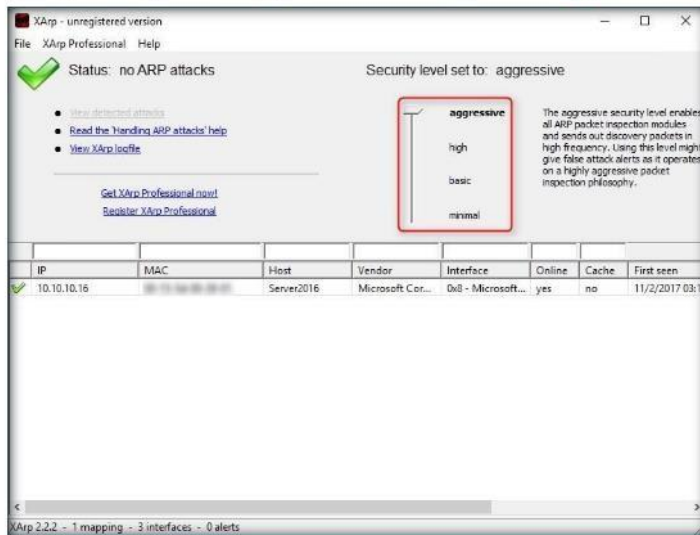 XArp - unregistered version
File XArp Professional Help
Status: no ARP attacks
Security level set to: aggressive
View detected attacks
Read the 'Handling ARP attacks' help
View XArp logfile
Get XArp Professional now!
Register XArp Professional
aggressive
high
basic
minimal
The aggressive security level enables
all ARP packet inspection modules
and sends out discovery packets in
high frequency. Using this level might
give false attack alerts as it operates
on a highly aggressive packet
inspection philosophy.
IP MAC Host Vendor Interface Online Cache First seen
10.10.10.16 Server2016 Microsoft Cor... 0x8 - Microsoft... yes no 11/2/2017 03:1
XArp 2.2.2 - 1 mapping - 3 interfaces - 0 alerts